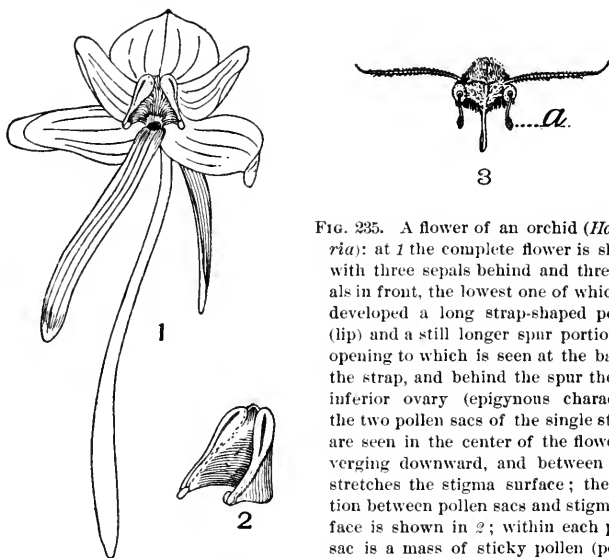 a
3
FIG. 235. A flower of an orchid (Ha
ria): at 1 the complete flower is sh
with three sepals behind and thre
als in front, the lowest one of whic
developed a long strap-shaped po
(lip) and a still longer spur portio
opening to which is seen at the ba
the strap, and behind the spur the
inferior ovary (epigynous charac
the two pollen sacs of the single st
are seen in the center of the flowe
verging downward, and between
stretches the stigma surface; the
tion between pollen sacs and stigm
face is shown in 2; within each p
sac is a mass of sticky pollen (po
1
2